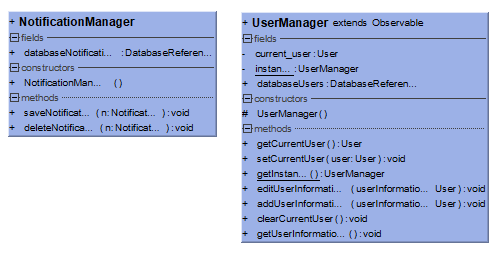 + NotificationManager
fields
+ databaseNotificati... : DatabaseReferen...
constructors
+ NotificationMan... ()
methods
+ saveNotificat... ( n: Notificat... ) : void
+ deleteNotifica... ( n: Notificat... ) : void
+ UserManager extends Observable
fields
- current_user : User
- instan... : UserManager
+ databaseUsers : DatabaseReferen...
constructors
# UserManager ()
methods
+ getCurrentUser () : User
+ setCurrentUser ( user: User ) : void
+ getInstan... () : UserManager
+ editUserInformati... ( userInformatio... User ) : void
+ addUserInformati... ( userInformatio... User ) : void
+ clearCurrentUser () : void
+ getUserInformatio... () : void